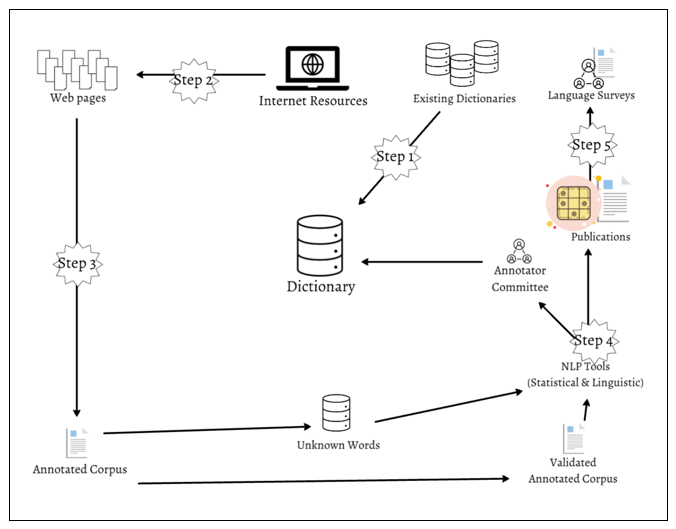 Step 2
Web pages
Internet Resources
Existing Dictionaries
Language Surveys
Step 1
Step 5
Publications
Step 3
Dictionary
Annotator
Committee
Step 4
NLP Tools
(Statistical & Linguistic)
Unknown Words
Annotated Corpus
Validated
Annotated Corpus